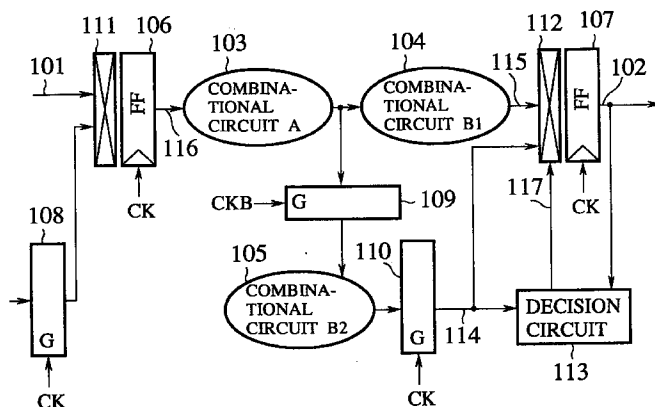 111
106
103
104
112
107
101
115
102
COMBINA-
TIONAL
CIRCUIT A
COMBINA-
TIONAL
CIRCUIT B1
FF
FF
116
CK
CKB
G
109
117
CK
108
105
110
COMBINA-
TIONAL
CIRCUIT B2
DECISION
CIRCUIT
G
G
114
113
CK
CK